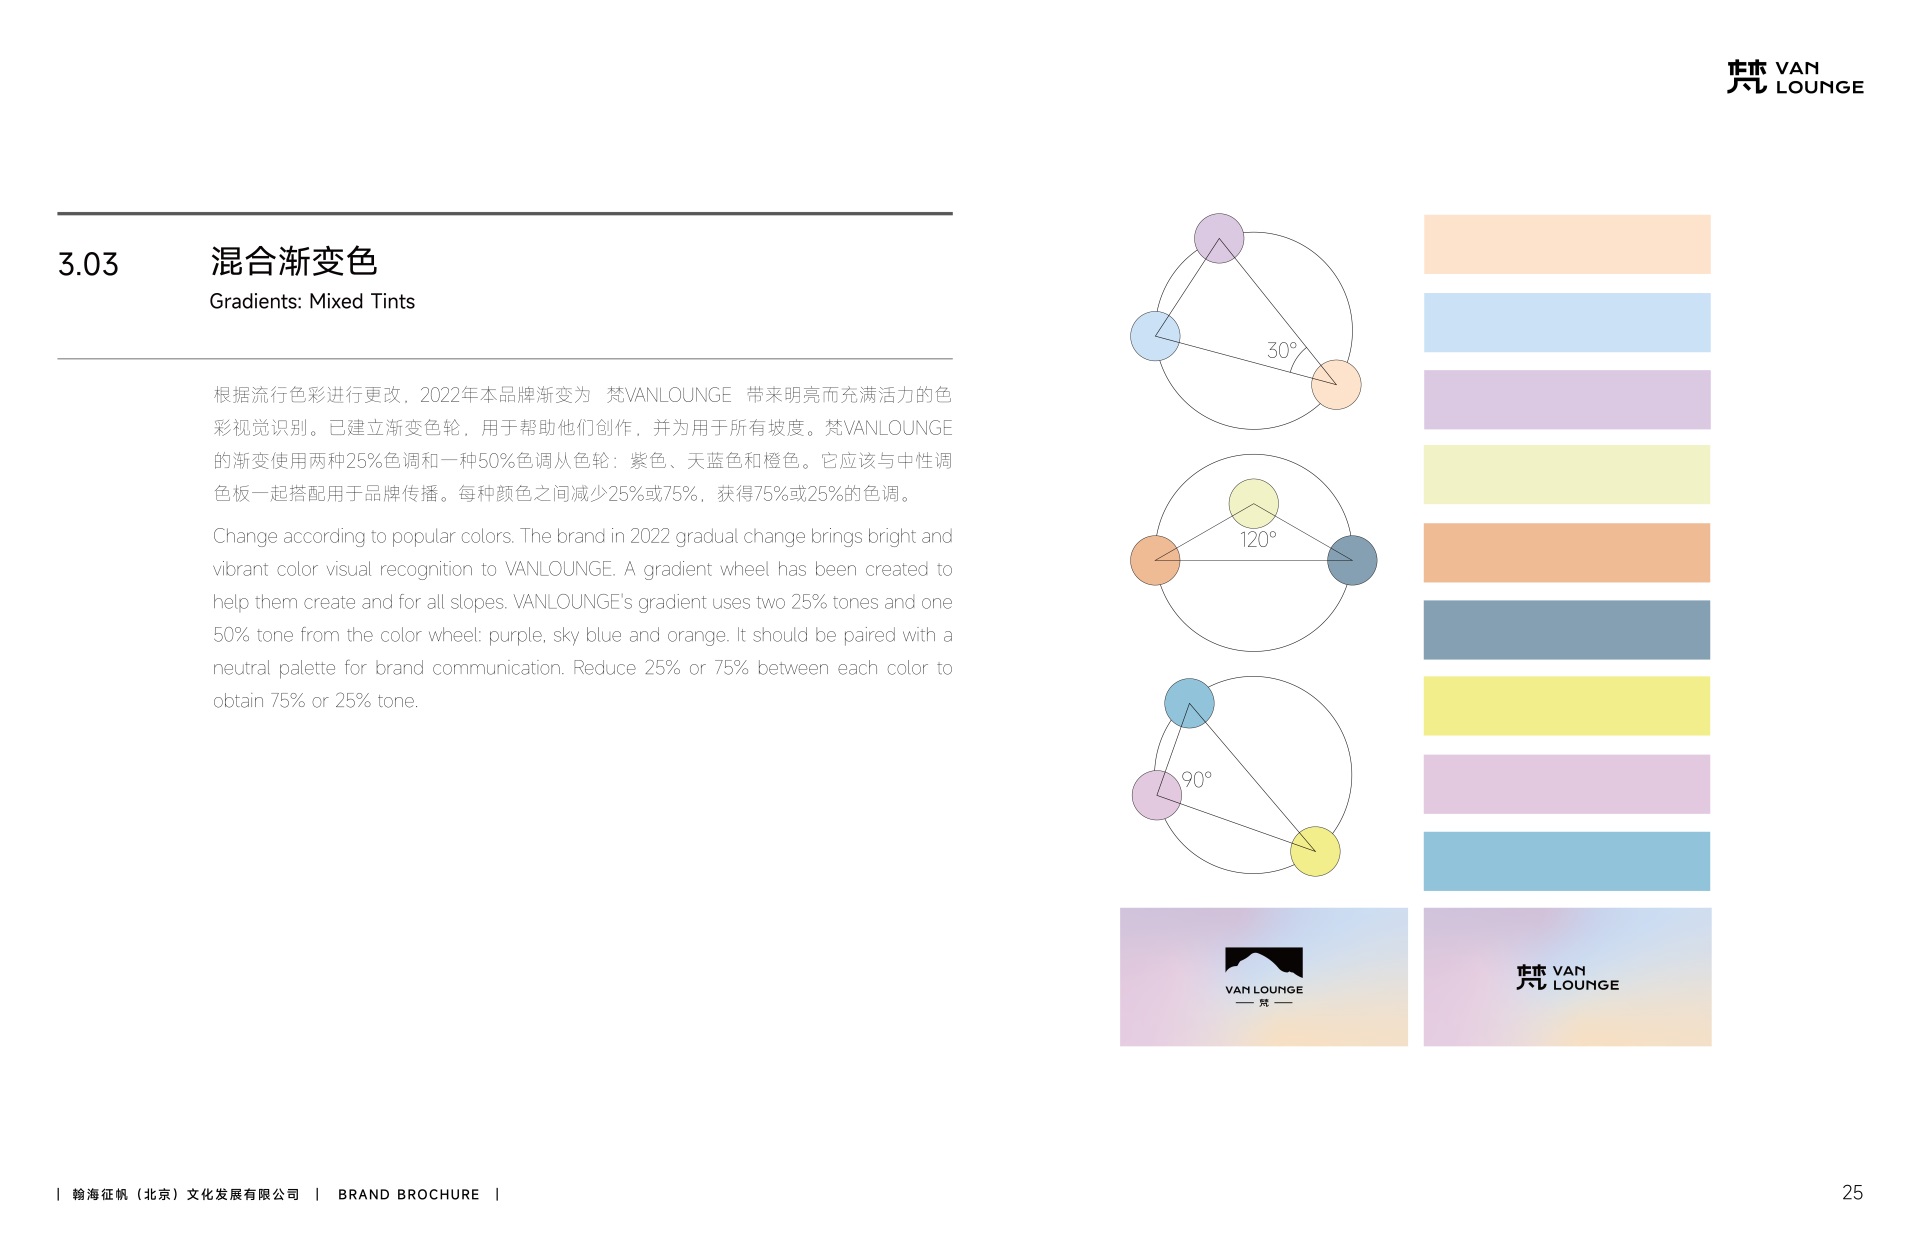 梵 VAN
LOUNGE
3.03
混合渐变色
Gradients: Mixed Tints
根据流行色彩进行更改，2022年本品牌渐变为 梵VANLOUNGE 带来明亮而充满活力的色
彩视觉识别。已建立渐变色轮，用于帮助他们创作，并为用于所有坡度。梵VANLOUNGE
的渐变使用两种25%色调和一种50%色调从色轮：紫色、天蓝色和橙色。它应该与中性调
色板一起搭配用于品牌传播。每种颜色之间减少25%或75%，获得75%或25%的色调。
Change according to popular colors. The brand in 2022 gradual change brings bright and
vibrant color visual recognition to VANLOUNGE. A gradient wheel has been created to
help them create and for all slopes. VANLOUNGE's gradient uses two 25% tones and one
50% tone from the color wheel: purple, sky blue and orange. It should be paired with a
neutral palette for brand communication. Reduce 25% or 75% between each color to
obtain 75% or 25% tone.
30°
120°
90°
VAN LOUNGE
梵
梵 VAN
LOUNGE
| 翰海征帆（北京）文化发展有限公司 | BRAND BROCHURE |
25